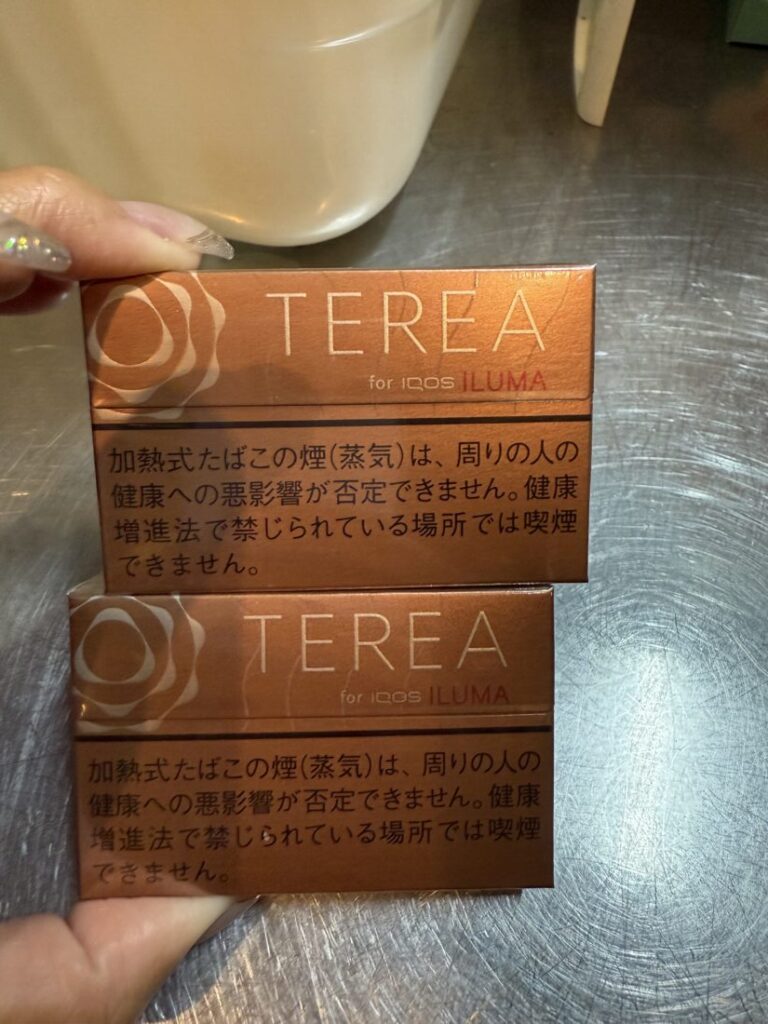 TEREA
for IQOS ILUMA
加熱式たばこの煙(蒸気)は、周りの人の
健康への悪影響が否定できません。健康
増進法で禁じられている場所では喫煙
できません。
TEREA
for IQOS ILUMA
加熱式たばこの煙(蒸気)は、周りの人の
健康への悪影響が否定できません。健康
増進法で禁じられている場所では喫煙
できません。